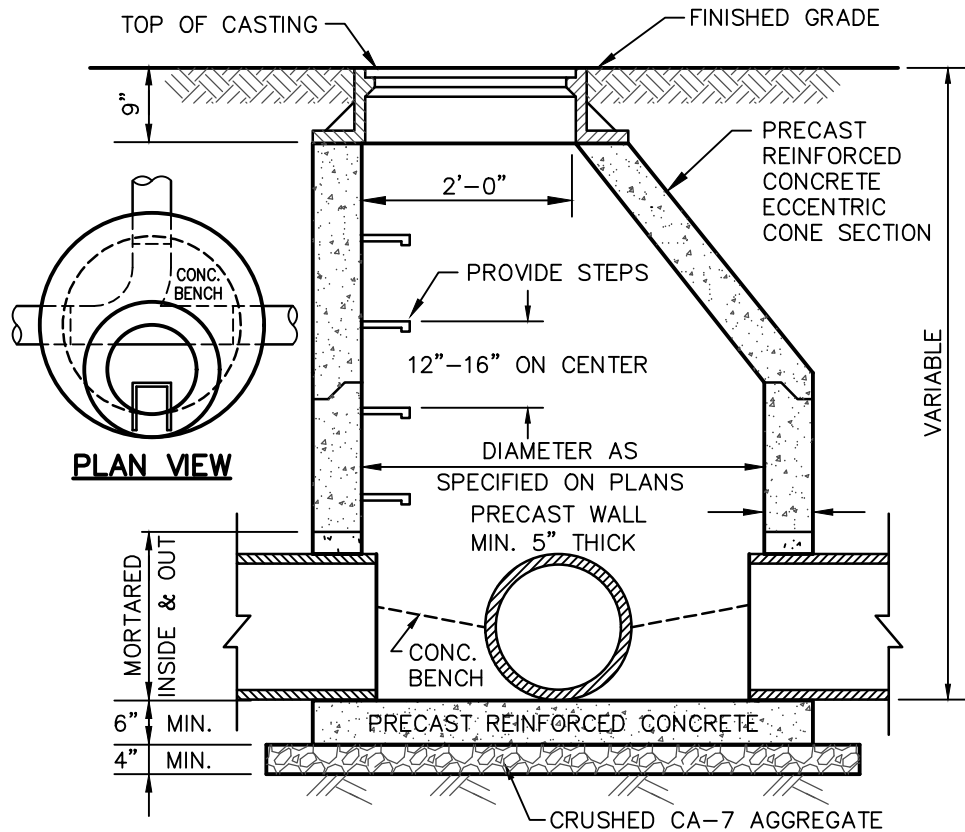 TOP OF CASTING
FINISHED GRADE
9”
PRECAST
REINFORCED
CONCRETE
ECCENTRIC
CONE SECTION
2’-0”
CONC.
BENCH
PROVIDE STEPS
12”-16” ON CENTER
VARIABLE
PLAN VIEW
DIAMETER AS
SPECIFIED ON PLANS
PRECAST WALL
MIN. 5” THICK
MORTARED
INSIDE & OUT
CONC.
BENCH
6” MIN.
PRECAST REINFORCED CONCRETE
4” MIN.
CRUSHED CA-7 AGGREGATE